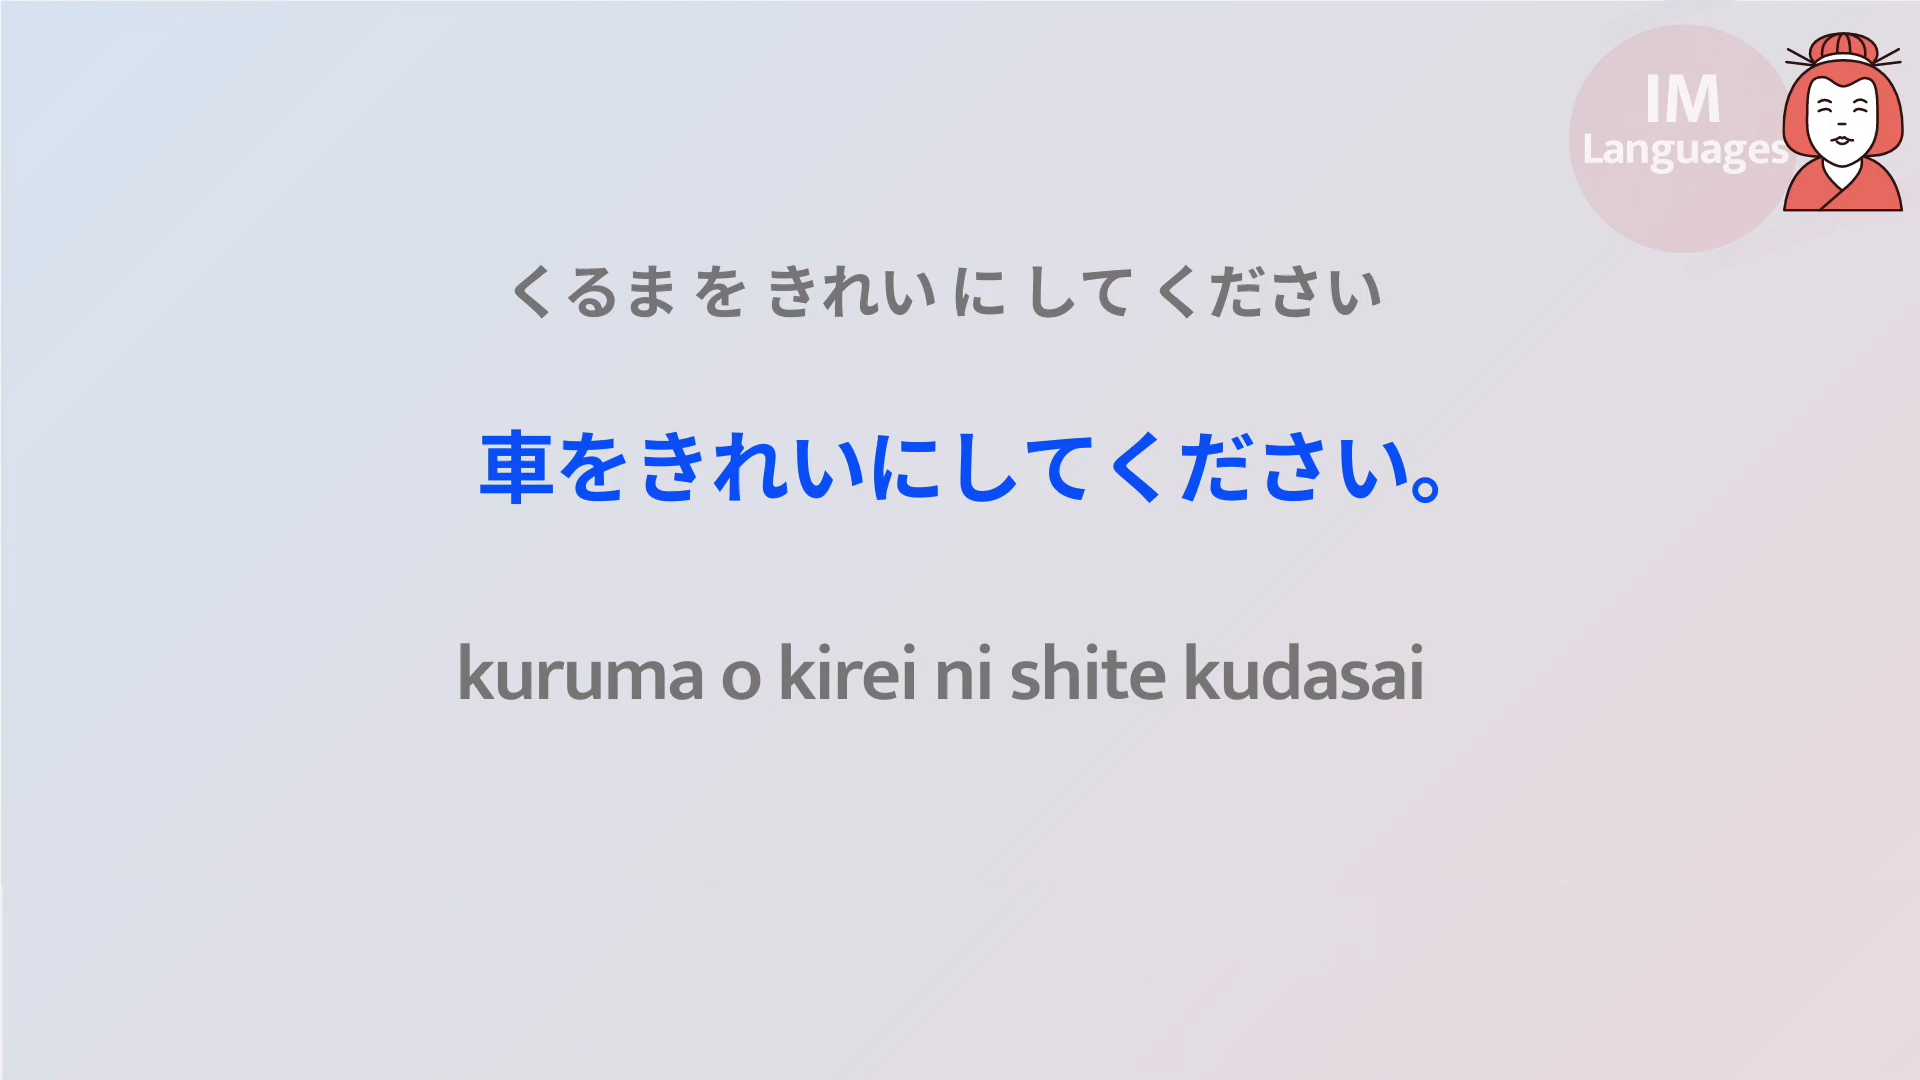 IM
Languages
くるま を きれい に して ください
車をきれいにしてください。
kuruma o kirei ni shite kudasai